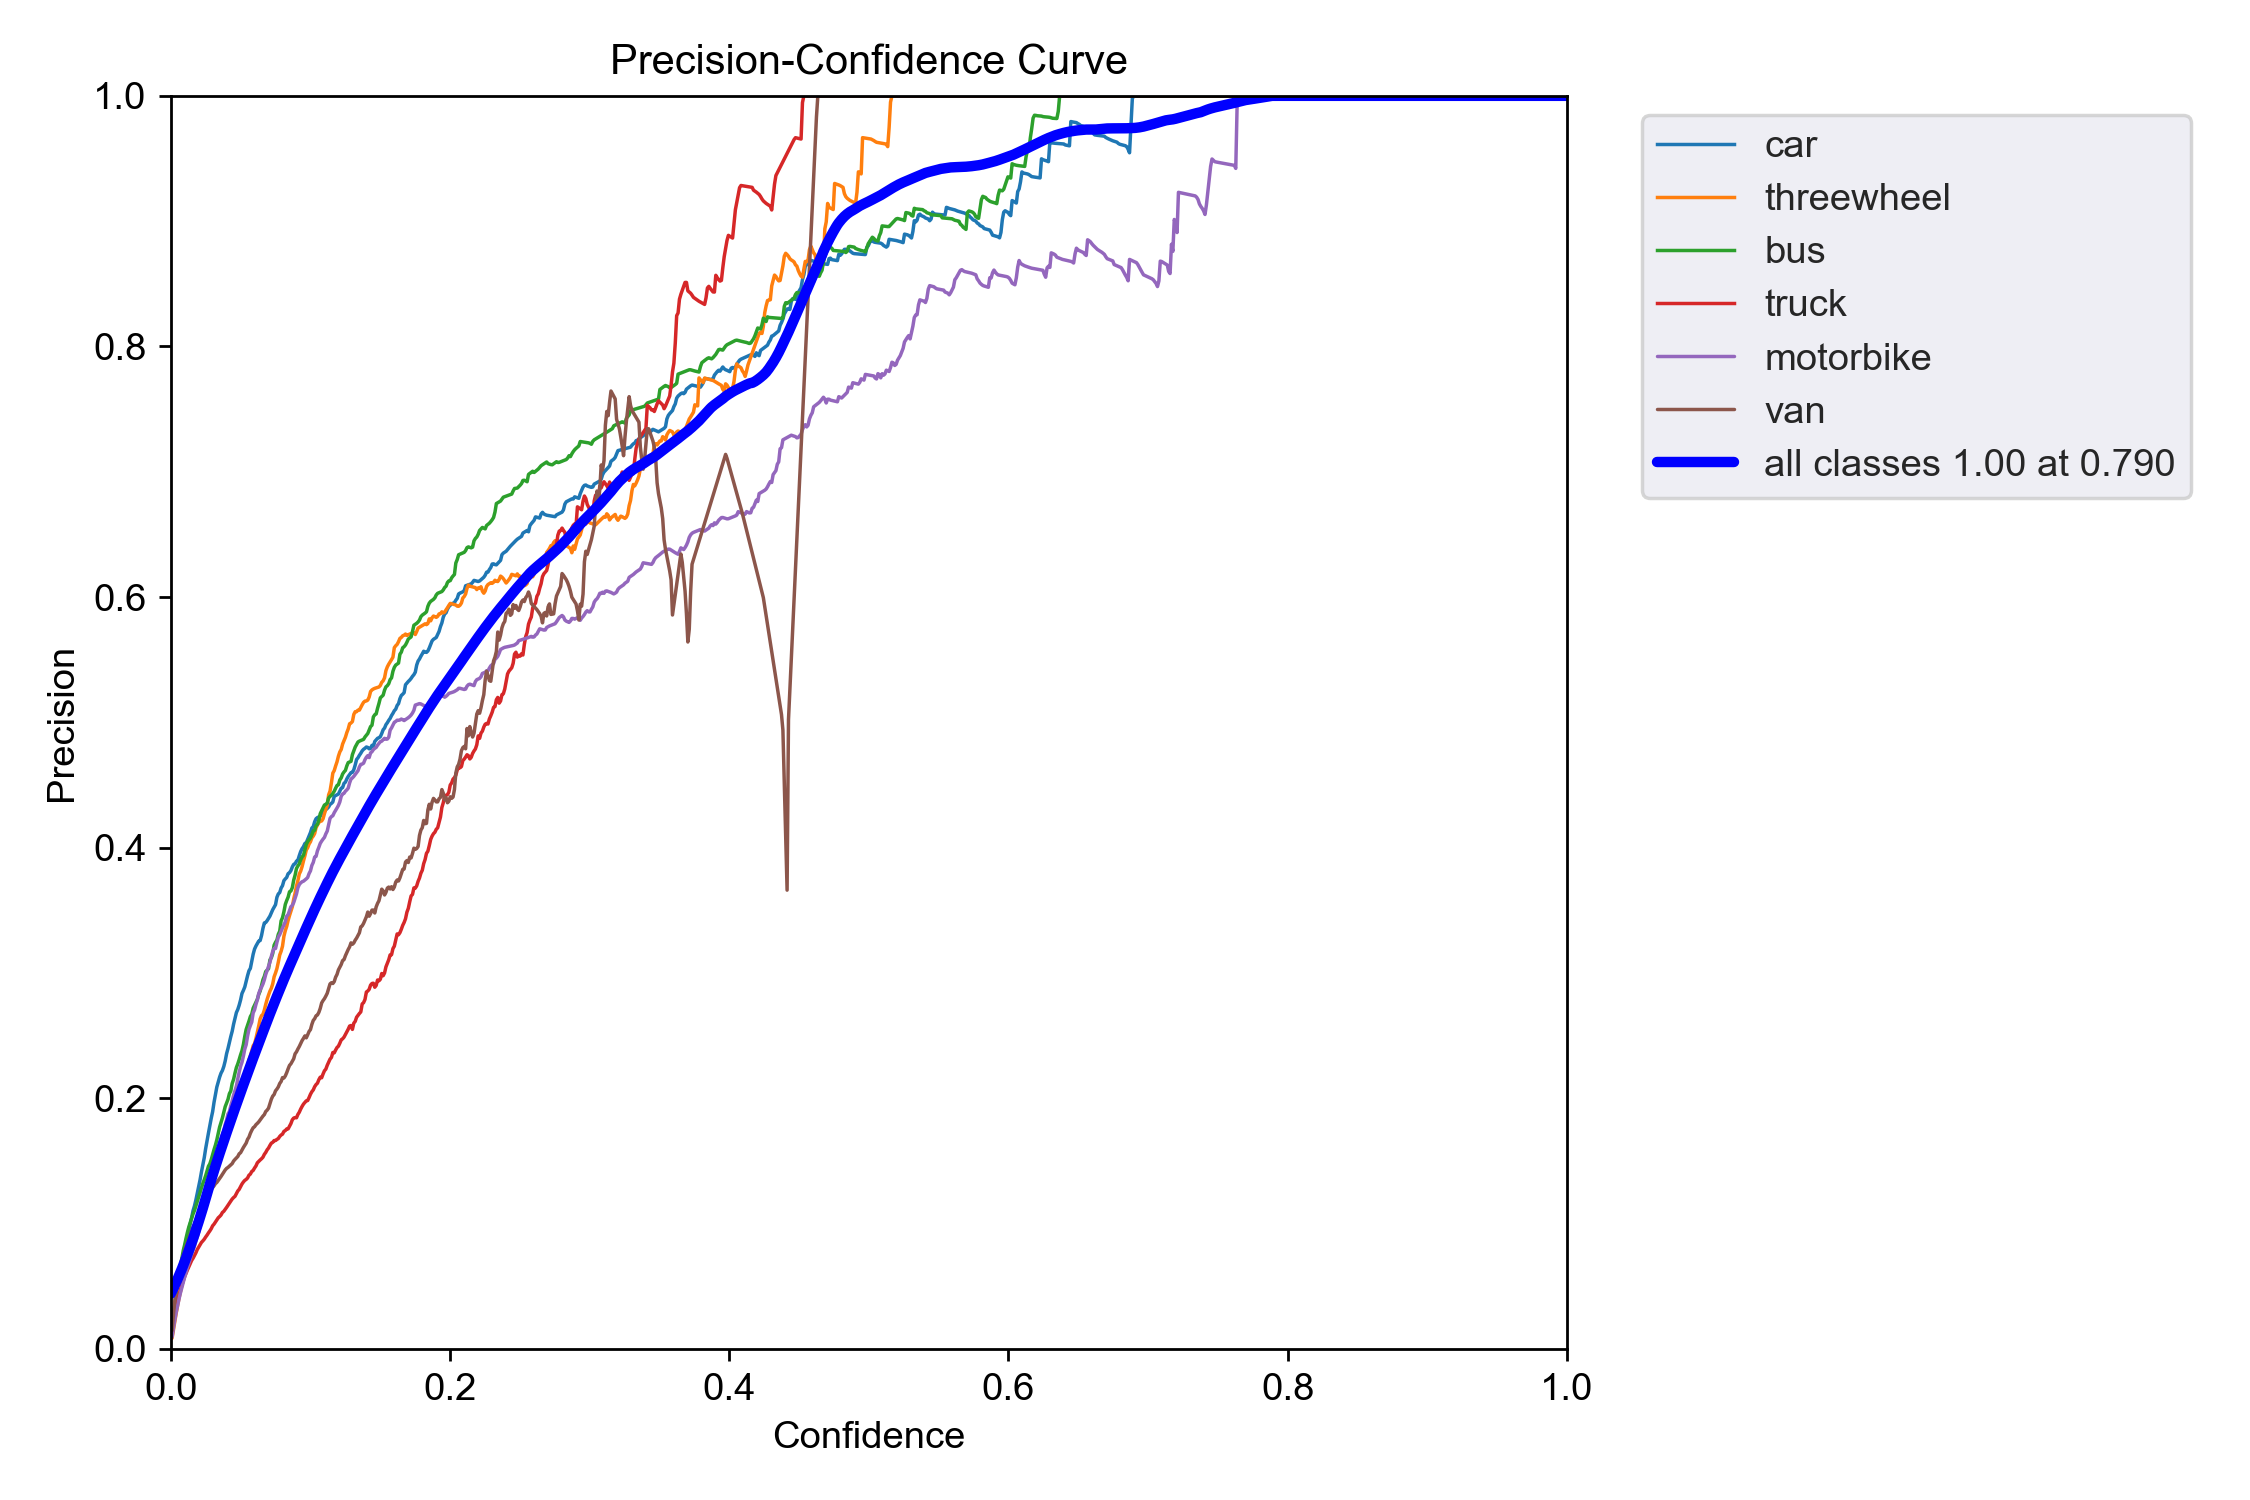 Precision-Confidence Curve
1.0
0.8
0.6
0.4
0.2
0.0
Precision
0.0 0.2 0.4 0.6 0.8 1.0
Confidence
car
threewheel
bus
truck
motorbike
van
all classes 1.00 at 0.790